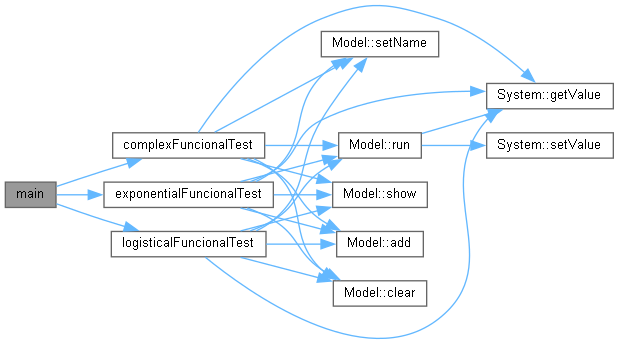 Model::setName
System::getValue
complexFuncionalTest
Model::run
System::setValue
main
exponentialFuncionalTest
Model::show
logisticalFuncionalTest
Model::add
Model::clear